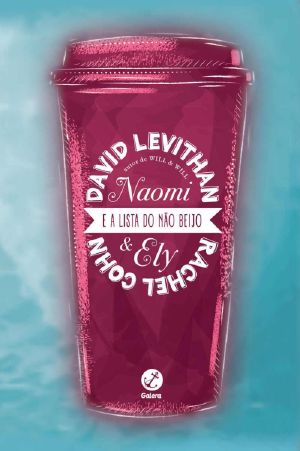 DAVID LEVITHAN
autor de WILL & WILL
Naomi
E A LISTA DO NÃO BEIJO
& Ely
RACHEL COHN
Galera